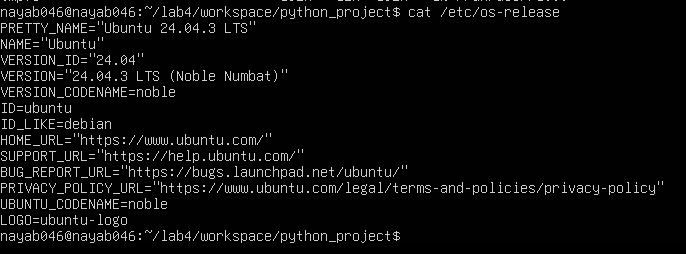 nayab046@nayab046:~/lab4/workspace/python_project$ cat /etc/os-release
PRETTY_NAME="Ubuntu 24.04.3 LTS"
NAME="Ubuntu"
VERSION_ID="24.04"
VERSION="24.04.3 LTS (Noble Numbat)"
VERSION_CODENAME=noble
ID=ubuntu
ID_LIKE=debian
HOME_URL="https://www.ubuntu.com/"
SUPPORT_URL="https://help.ubuntu.com/"
BUG_REPORT_URL="https://bugs.launchpad.net/ubuntu/"
PRIVACY_POLICY_URL="https://www.ubuntu.com/legal/terms-and-policies/privacy-policy"
UBUNTU_CODENAME=noble
LOGO=ubuntu-logo
nayab046@nayab046:~/lab4/workspace/python_project$